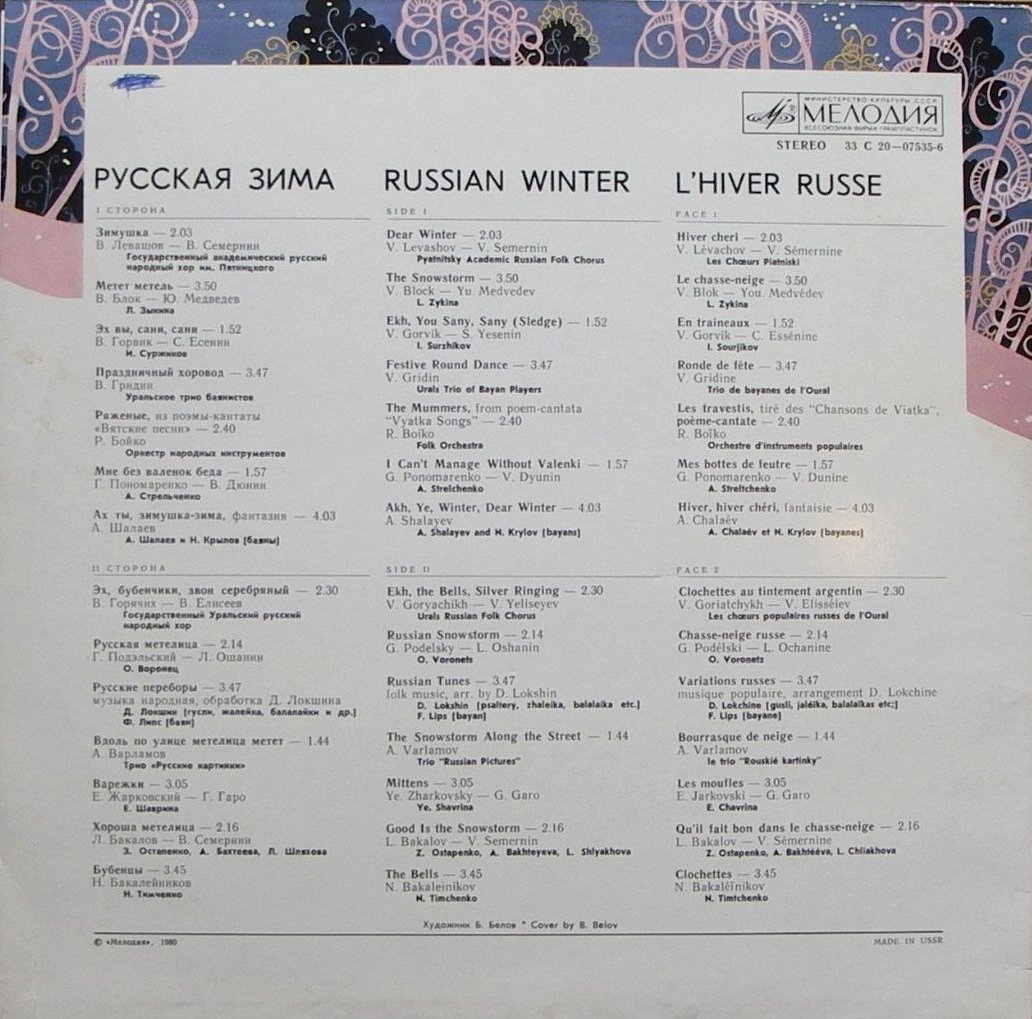 МИНИСТЕРСТВО КУЛЬТУРЫ СССР
МЕЛОДИЯ
ВСЕСОЮЗНАЯ ФИРМА ГРАМПЛАСТИНОК
STEREO 33 С 20—07535-6
РУССКАЯ ЗИМА
I СТОРОНА
Зимушка — 2.03
В. Левашов — В. Семернин
Государственный академический русский
народный хор им. Пятницкого
Метет метель — 3.50
В. Блок — Ю. Медведев
Л. Зыкина
Эх вы, сани, сани — 1.52
В. Горвик — С. Есенин
И. Суржиков
Праздничный хоровод — 3.47
В. Гридин
Уральское трио баянистов
Ряженые, из поэмы-кантаты
«Вятские песни» — 2.40
Р. Бойко
Оркестр народных инструментов
Мне без валенок беда — 1.57
Г. Пономаренко — В. Дюнин
А. Стрельченко
Ах ты, зимушка-зима, фантазия — 4.03
А. Шалаев
А. Шалаев и Н. Крылов [баяны]
II СТОРОНА
Эх, бубенчики, звон серебряный — 2.30
В. Горячих — В. Елисеев
Государственный Уральский русский
народный хор
Русская метелица — 2.14
Г. Подэльский — Л. Ошанин
О. Воронец
Русские переборы — 3.47
музыка народная, обработка Д. Локшина
Д. Локшин [гусли, жалейка, балалайки и др.]
Ф. Липс [баян]
Вдоль по улице метелица метет — 1.44
А. Варламов
Трио «Русские картинки»
Варежки — 3.05
Е. Жарковский — Г. Гаро
Е. Шаврина
Хороша метелица — 2.16
Л. Бакалов — В. Семернин
З. Остапенко, А. Бахтеева, Л. Шляхова
Бубенцы — 3.45
Н. Бакалейников
Н. Тимченко
RUSSIAN WINTER
SIDE I
Dear Winter — 2.03
V. Levashov — V. Semernin
Pyatnitsky Academic Russian Folk Chorus
The Snowstorm — 3.50
V. Block — Yu. Medvedev
L. Zykina
Ekh, You Sany, Sany (Sledge) — 1.52
V. Gorvik — S. Yesenin
I. Surzhikov
Festive Round Dance — 3.47
V. Gridin
Urals Trio of Bayan Players
The Mummers, from poem-cantata
"Vyatka Songs" — 2.40
R. Boiko
Folk Orchestra
I Can't Manage Without Valenki — 1.57
G. Ponomarenko — V. Dyunin
A. Strelchenko
Akh, Ye, Winter, Dear Winter — 4.03
A. Shalayev
A. Shalayev and N. Krylov [bayans]
SIDE II
Ekh, the Bells, Silver Ringing — 2.30
V. Goryachikh — V. Yeliseyev
Urals Russian Folk Chorus
Russian Snowstorm — 2.14
G. Podelsky — L. Oshanin
O. Voronets
Russian Tunes — 3.47
folk music, arr. by D. Lokshin
D. Lokshin [psaltery, zhaleika, balalaika etc.]
F. Lips [bayan]
The Snowstorm Along the Street — 1.44
A. Varlamov
Trio "Russian Pictures"
Mittens — 3.05
Ye. Zharkovsky — G. Garo
Ye. Shavrina
Good Is the Snowstorm — 2.16
L. Bakalov — V. Semernin
Z. Ostapenko, A. Bakhteyeva, L. Shlyakhova
The Bells — 3.45
N. Bakaleinikov
N. Timchenko
L'HIVER RUSSE
FACE 1
Hiver cheri — 2.03
V. Lévachov — V. Sémernine
Les Chœurs Piatniski
Le chasse-neige — 3.50
V. Blok — You. Medvédev
L. Zykina
En traineaux — 1.52
V. Gorvik — C. Essénine
I. Sourjikov
Ronde de fête — 3.47
V. Gridine
Trio de bayanes de l'Oural
Les travestis, tiré des "Chansons de Viatka",
poème-cantate — 2.40
R. Boïko
Orchestre d'instruments populaires
Mes bottes de feutre — 1.57
G. Ponomarenko — V. Dunine
A. Streltchenko
Hiver, hiver chéri, fantaisie — 4.03
A. Chalaév
A. Chalaév et N. Krylov [bayanes]
FACE 2
Clochettes au tintement argentin — 2.30
V. Goriatchykh — V. Elisséiev
Les chœurs populaires russes de l'Oural
Chasse-neige russe — 2.14
G. Podélski — L. Ochanine
O. Voronetz
Variations russes — 3.47
musique populaire, arrangement D. Lokchine
D. Lokchine [gusli, jaléika, balalaikas etc;]
F. Lips [bayane]
Bourrasque de neige — 1.44
A. Varlamov
le trio "Rouskié kartinky"
Les moufles — 3.05
E. Jarkovski — G. Garo
E. Chavrina
Qu'il fait bon dans le chasse-neige — 2.16
L. Bakalov — V. Sémernine
Z. Ostapenko, A. Bakhtééva, L. Chliakhova
Clochettes — 3.45
N. Bakaléïnikov
N. Timtchenko
Художник Б. Белов * Cover by B. Belov
© «Мелодия», 1980
MADE IN USSR